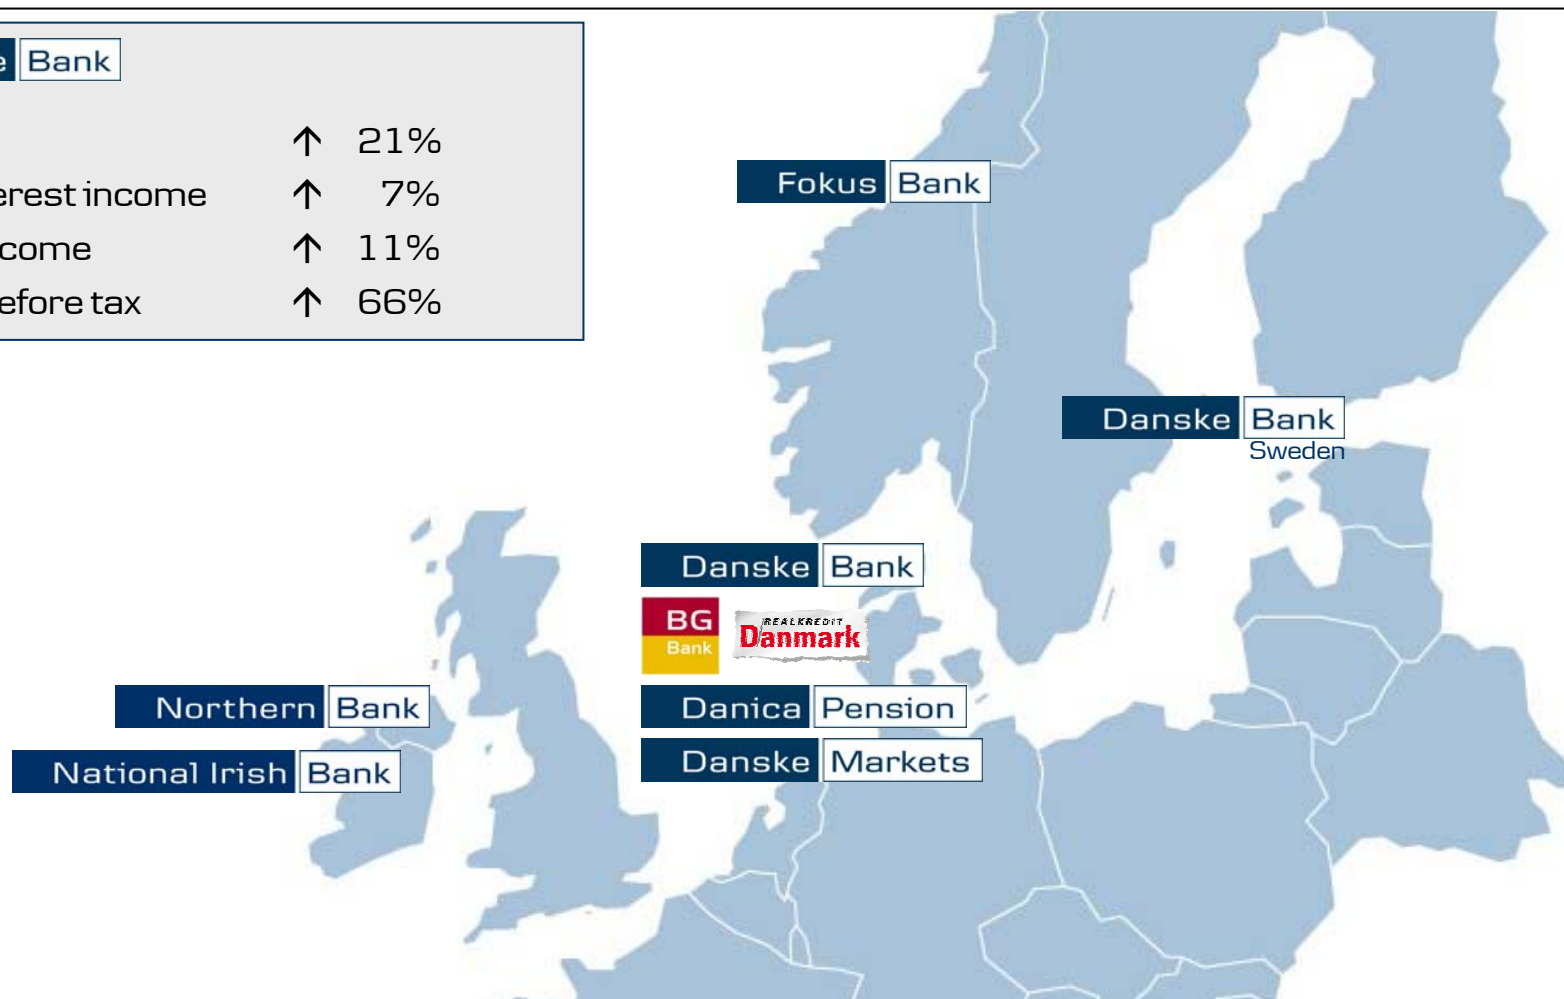 Bank
↑ 21%
erest income ↑ 7%
come ↑ 11%
efore tax ↑ 66%
Fokus Bank
Danske Bank
Sweden
Danske Bank
BG
Bank
REALKREDIT
Danmark
Northern Bank
Danica Pension
National Irish Bank
Danske Markets